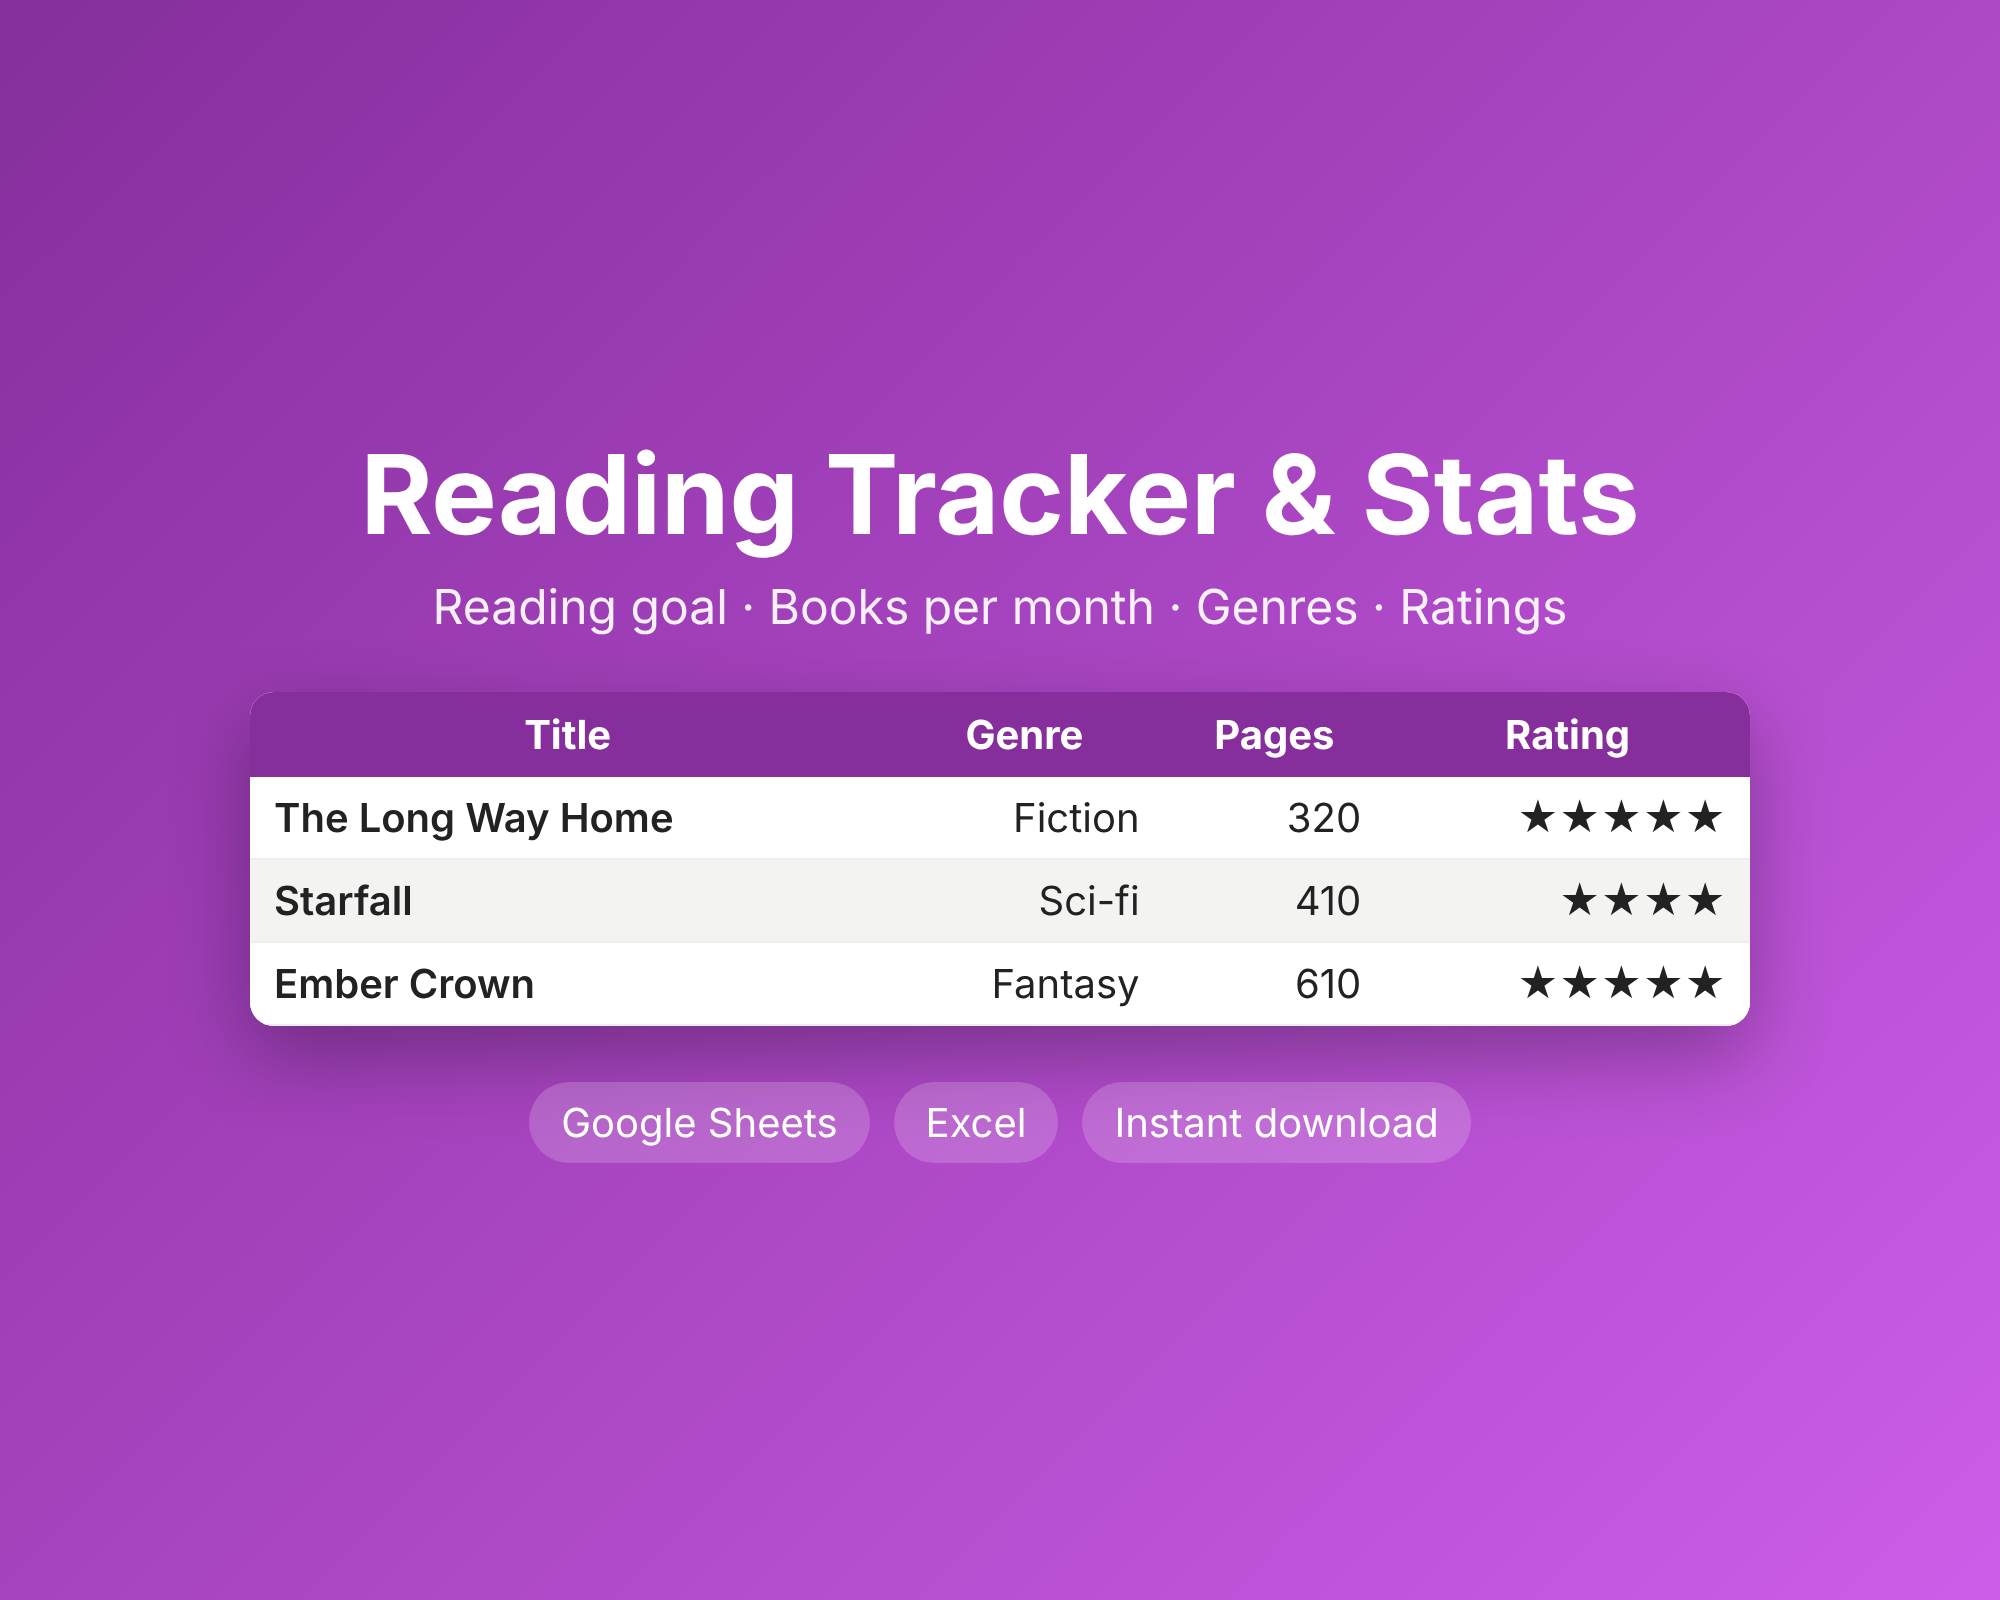 Reading Tracker & Stats
Reading goal · Books per month · Genres · Ratings
Title Genre Pages Rating
The Long Way Home Fiction 320 ★★★★★
Starfall Sci-fi 410 ★★★★
Ember Crown Fantasy 610 ★★★★★
Google Sheets Excel Instant download